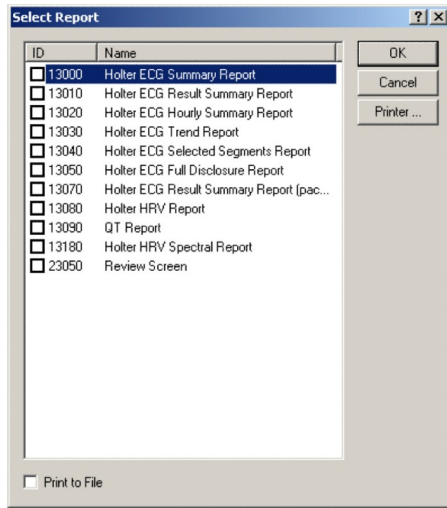 Select Report
ID Name
13000 Holter ECG Summary Report
13010 Holter ECG Result Summary Report
13020 Holter ECG Hourly Summary Report
13030 Holter ECG Trend Report
13040 Holter ECG Selected Segments Report
13050 Holter ECG Full Disclosure Report
13070 Holter ECG Result Summary Report (pac...
13080 Holter HRV Report
13090 QT Report
13180 Holter HRV Spectral Report
23050 Review Screen
Print to File
OK
Cancel
Printer ...